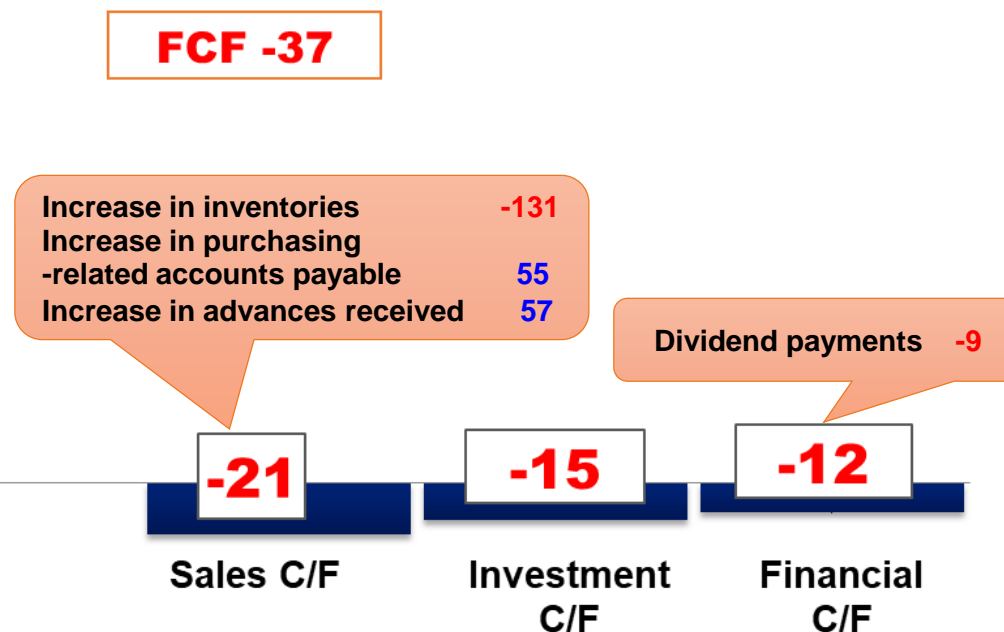 FCF -37
Increase in inventories -131
Increase in purchasing
-related accounts payable 55
Increase in advances received 57
Dividend payments -9
-21
-15
-12
Sales C/F
Investment
C/F
Financial
C/F